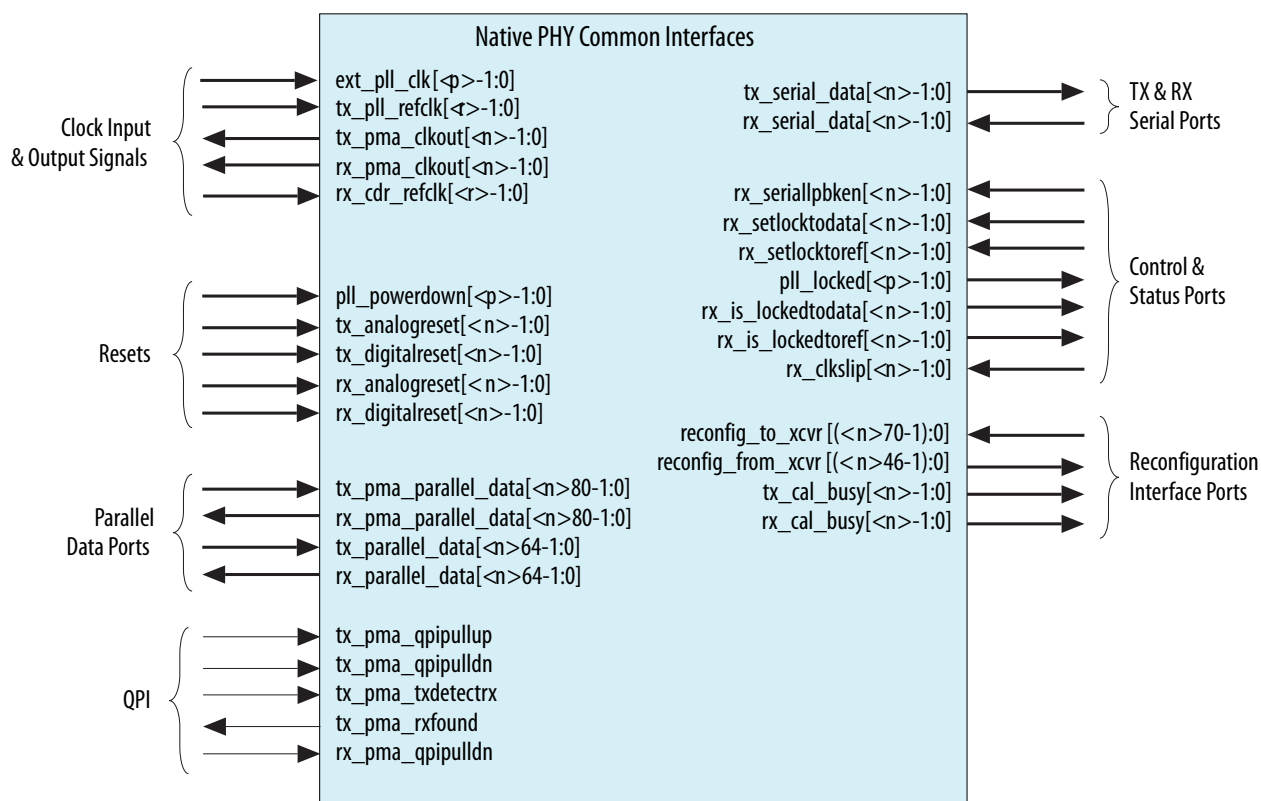 Native PHY Common Interfaces
Clock Input
& Output Signals
ext_pll_clk[<p>-1:0]
tx_pll_refclk[<r>-1:0]
tx_pma_clkout[<n>-1:0]
rx_pma_clkout[<n>-1:0]
rx_cdr_refclk[<r>-1:0]
Resets
pll_powerdown[<p>-1:0]
tx_analogreset[<n>-1:0]
tx_digitalreset[<n>-1:0]
rx_analogreset[<n>-1:0]
rx_digitalreset[<n>-1:0]
Parallel
Data Ports
tx_pma_parallel_data[<n>80-1:0]
rx_pma_parallel_data[<n>80-1:0]
tx_parallel_data[<n>64-1:0]
rx_parallel_data[<n>64-1:0]
QPI
tx_pma_qpipullup
tx_pma_qpipulldn
tx_pma_txdetectrx
tx_pma_rxfound
rx_pma_qpipulldn
tx_serial_data[<n>-1:0]
rx_serial_data[<n>-1:0]
TX & RX
Serial Ports
rx_seriallpbken[<n>-1:0]
rx_setlocktodata[<n>-1:0]
rx_setlocktoref[<n>-1:0]
pll_locked[<p>-1:0]
rx_is_lockedtodata[<n>-1:0]
rx_is_lockedtoref[<n>-1:0]
rx_clkslip[<n>-1:0]
Control &
Status Ports
reconfig_to_xcvr [(<n>70-1):0]
reconfig_from_xcvr [(<n>46-1):0]
tx_cal_busy[<n>-1:0]
rx_cal_busy[<n>-1:0]
Reconfiguration
Interface Ports